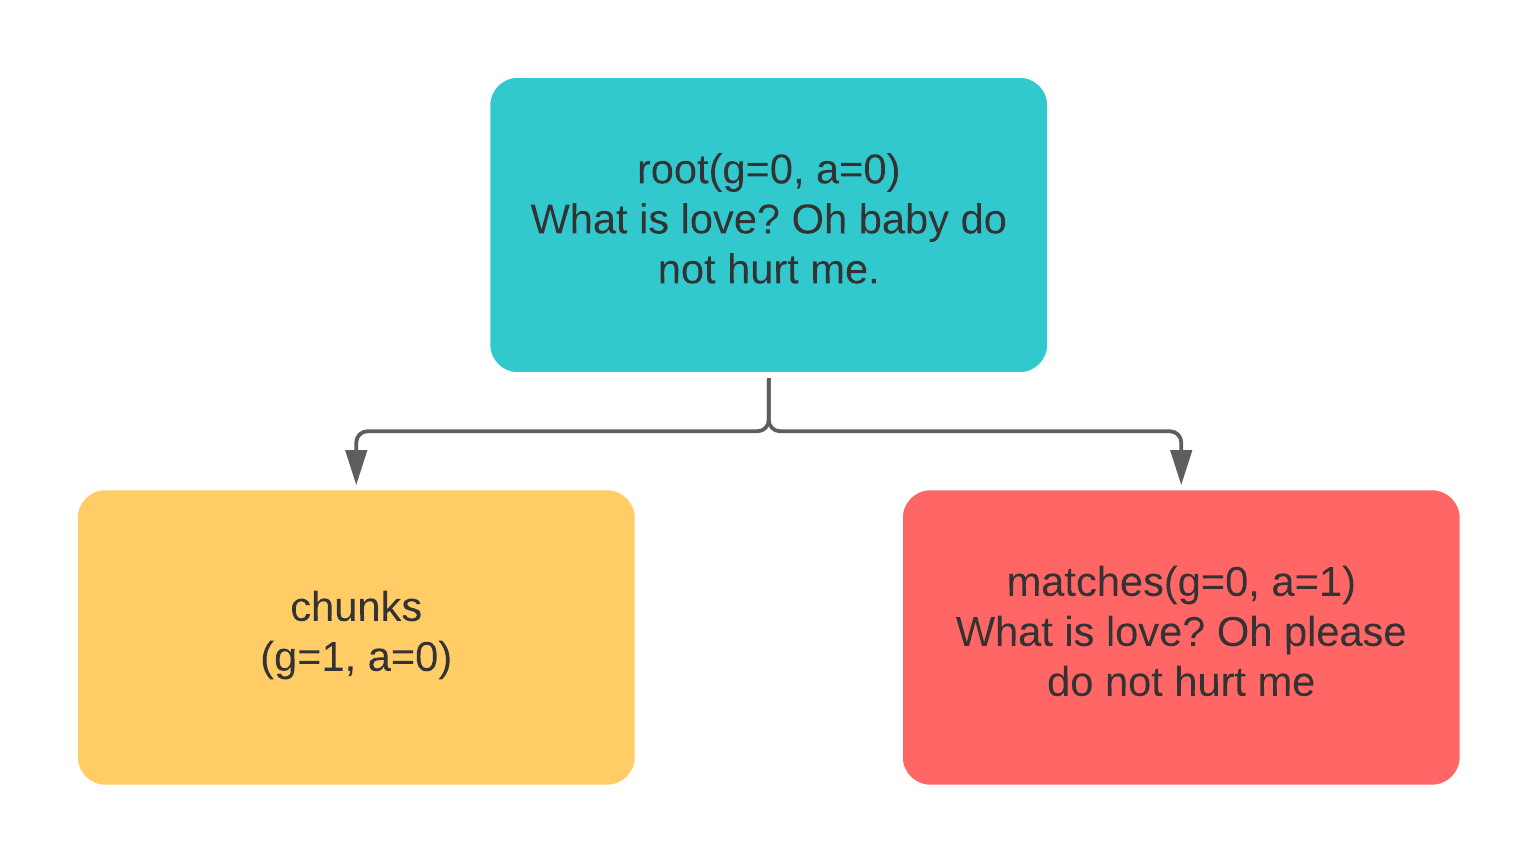 root(g=0, a=0)
What is love? Oh baby do
not hurt me.
chunks
(g=1, a=0)
matches(g=0, a=1)
What is love? Oh please
do not hurt me